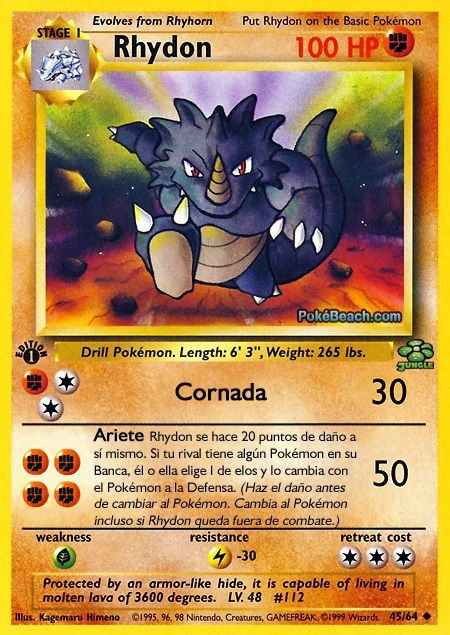 Evolves from Rhyhorn
Put Rhydon on the Basic Pokémon
STAGE 1
Rhydon
100 HP
PokéBeach.com
EDITION
1
Drill Pokémon. Length: 6' 3", Weight: 265 lbs.
JUNGLE
Cornada
30
Ariete Rhydon se hace 20 puntos de daño a
sí mismo. Si tu rival tiene algún Pokémon en su
Banca, él o ella elige l de elos y lo cambia con
el Pokémon a la Defensa. (Haz el daño antes
de cambiar al Pokémon. Cambia al Pokémon
incluso si Rhydon queda fuera de combate.)
50
weakness
resistance
retreat cost
-30
Protected by an armor-like hide, it is capable of living in
molten lava of 3600 degrees. LV. 48 #112
Illus. Kagemaru Himeno
©1995, 96, 98 Nintendo, Creatures, GAMEFREAK. ©1999 Wizards.
45/64